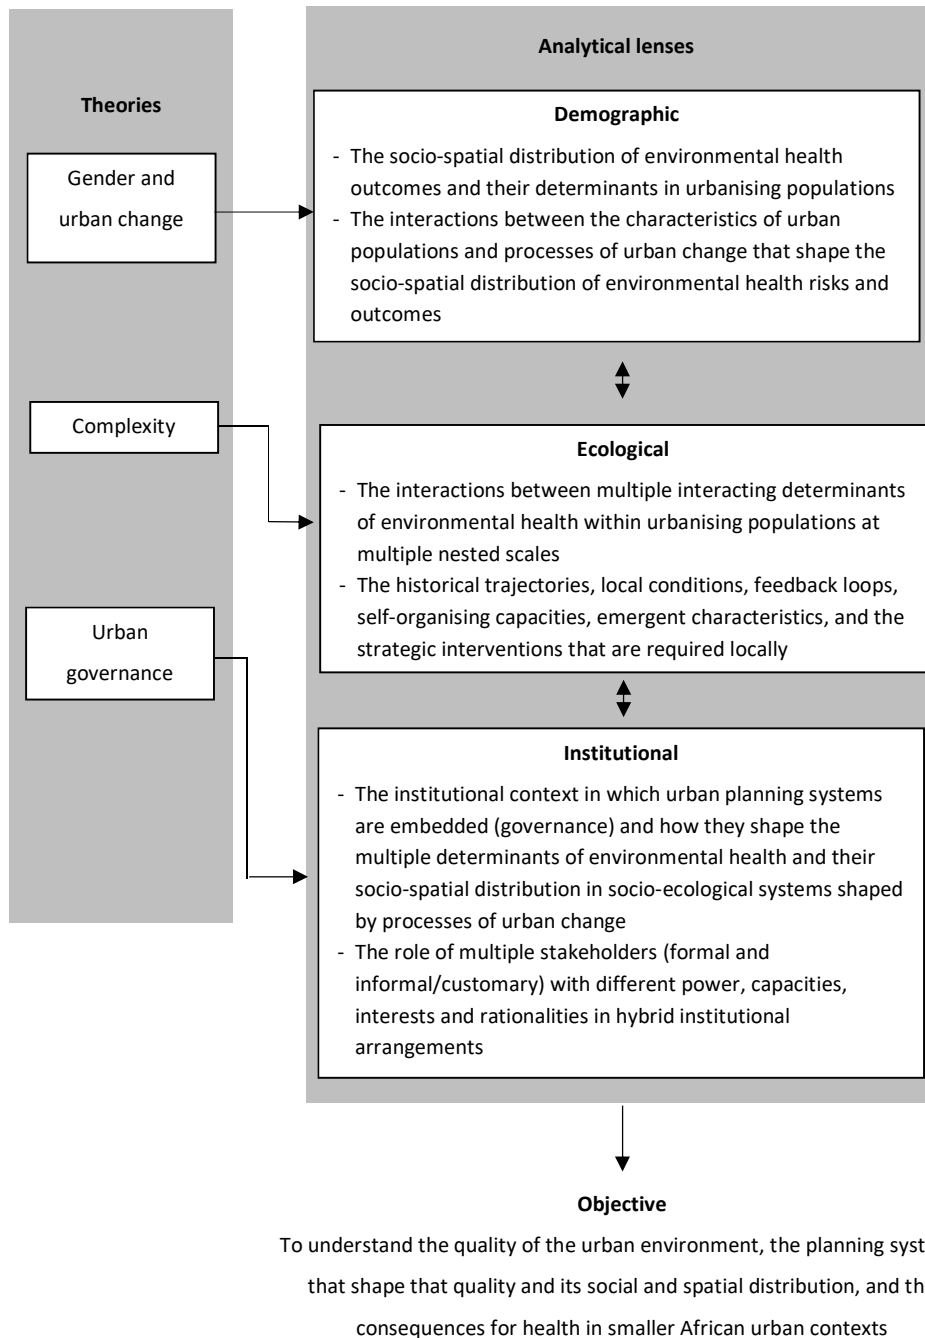 Theories
Gender and
urban change
Complexity
Urban
governance
Analytical lenses
Demographic
- The socio-spatial distribution of environmental health
outcomes and their determinants in urbanising populations
- The interactions between the characteristics of urban
populations and processes of urban change that shape the
socio-spatial distribution of environmental health risks and
outcomes
Ecological
- The interactions between multiple interacting determinants
of environmental health within urbanising populations at
multiple nested scales
- The historical trajectories, local conditions, feedback loops,
self-organising capacities, emergent characteristics, and the
strategic interventions that are required locally
Institutional
- The institutional context in which urban planning systems
are embedded (governance) and how they shape the
multiple determinants of environmental health and their
socio-spatial distribution in socio-ecological systems shaped
by processes of urban change
- The role of multiple stakeholders (formal and
informal/customary) with different power, capacities,
interests and rationalities in hybrid institutional
arrangements
Objective
To understand the quality of the urban environment, the planning
that shape that quality and its social and spatial distribution, and
consequences for health in smaller African urban contexts